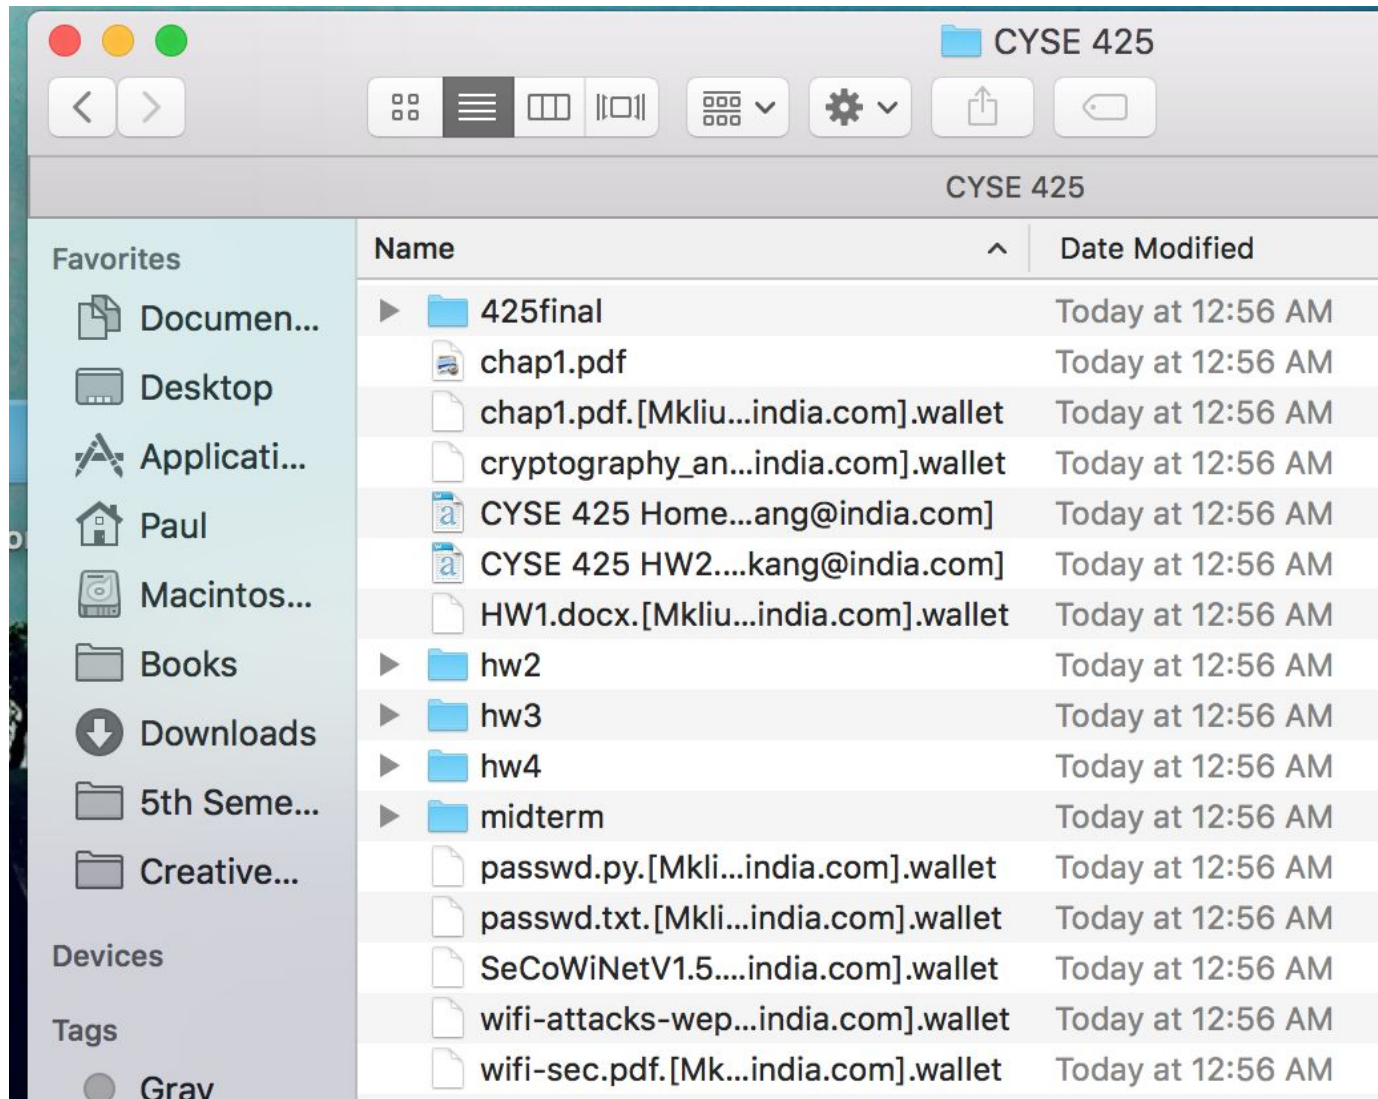 CYSE 425
CYSE 425
Favorites
Documen...
Desktop
Applicati...
Paul
Macintos...
Books
Downloads
5th Seme...
Creative...
Devices
Tags
Gray
Name Date Modified
425final Today at 12:56 AM
chap1.pdf Today at 12:56 AM
chap1.pdf.[Mkliu...india.com].wallet Today at 12:56 AM
cryptography_an...india.com].wallet Today at 12:56 AM
CYSE 425 Home...ang@india.com] Today at 12:56 AM
CYSE 425 HW2....kang@india.com] Today at 12:56 AM
HW1.docx.[Mkliu...india.com].wallet Today at 12:56 AM
hw2 Today at 12:56 AM
hw3 Today at 12:56 AM
hw4 Today at 12:56 AM
midterm Today at 12:56 AM
passwd.py.[Mkli...india.com].wallet Today at 12:56 AM
passwd.txt.[Mkli...india.com].wallet Today at 12:56 AM
SeCoWiNetV1.5....india.com].wallet Today at 12:56 AM
wifi-attacks-wep...india.com].wallet Today at 12:56 AM
wifi-sec.pdf.[Mk...india.com].wallet Today at 12:56 AM